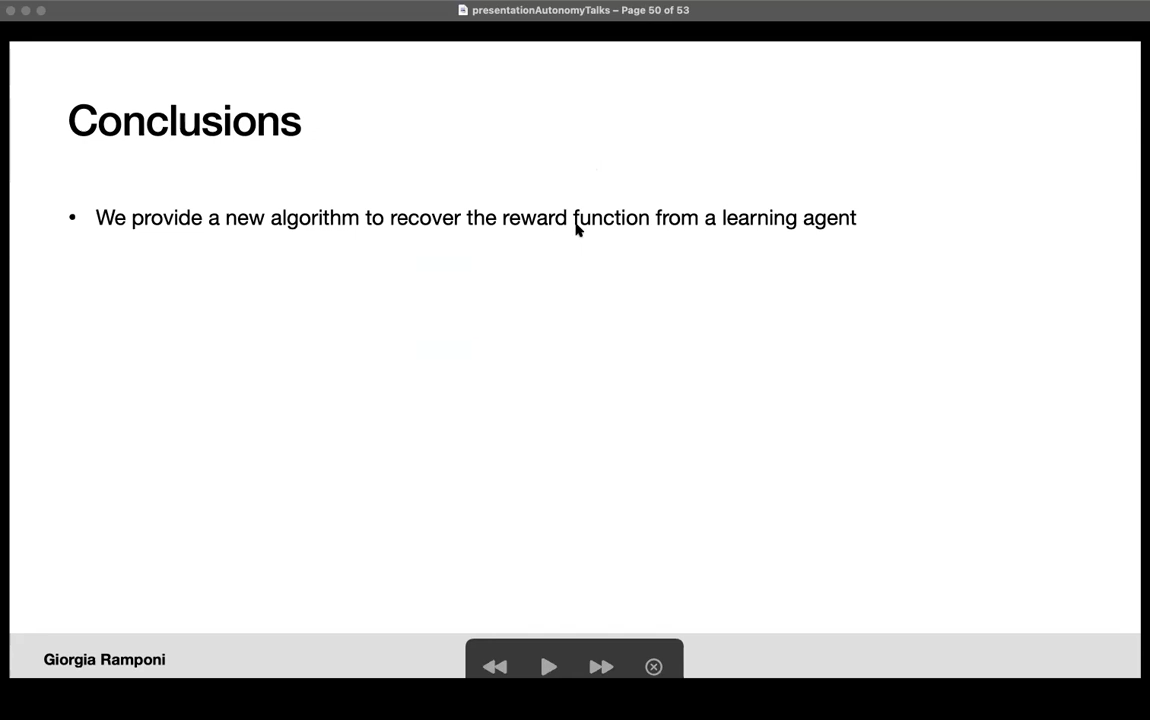 presentationAutonomyTalks – Page 50 of 53
Conclusions
• We provide a new algorithm to recover the reward function from a learning agent
Giorgia Ramponi